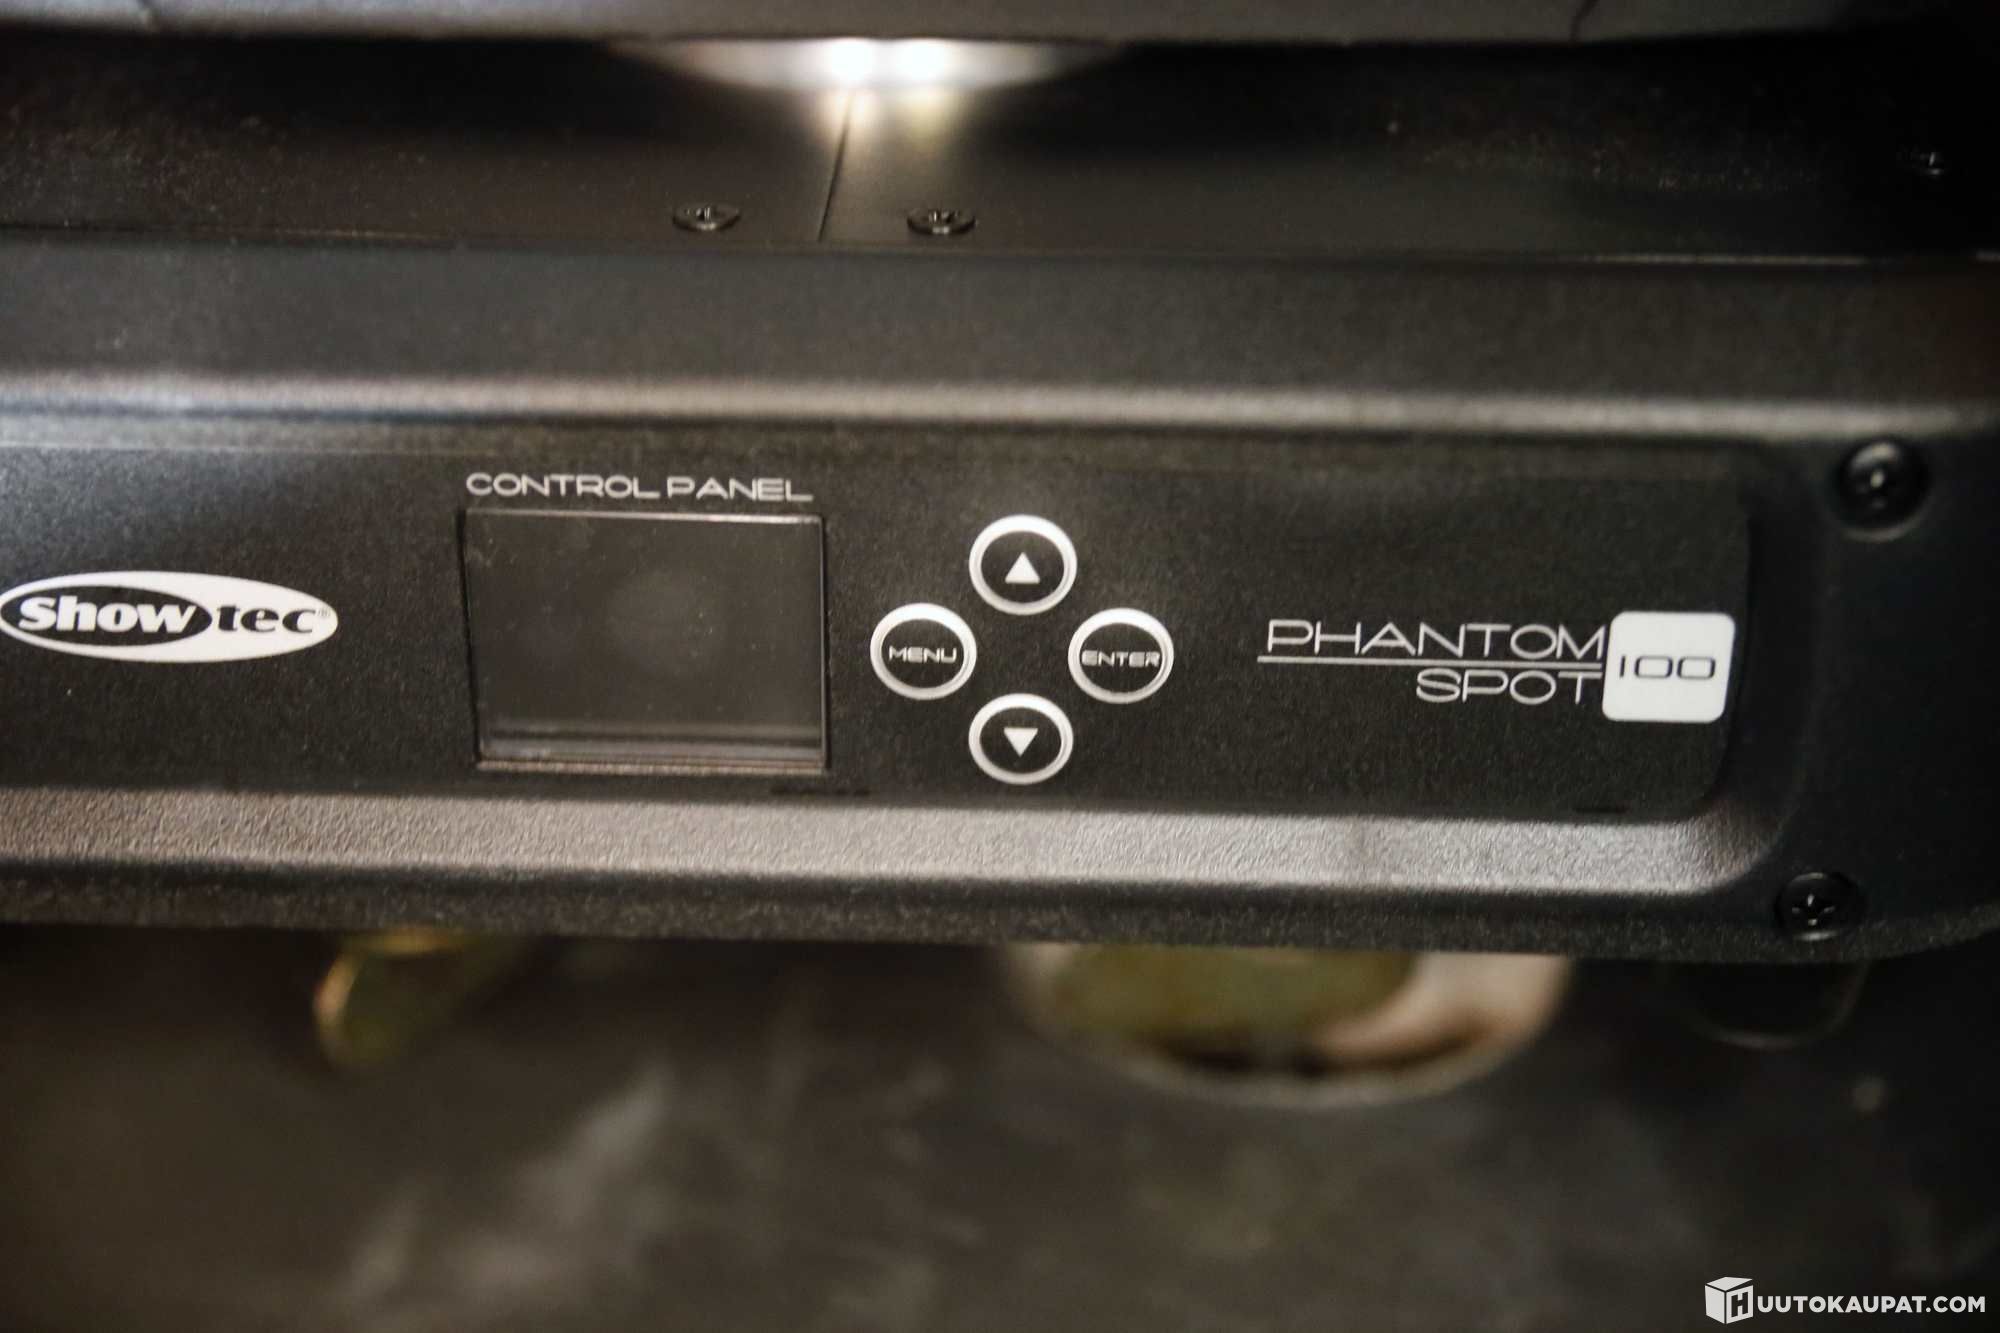 CONTROL PANEL
Showtec®
MENU
ENTER
PHANTOM
SPOT
100
HUUTOKAUPAT.COM